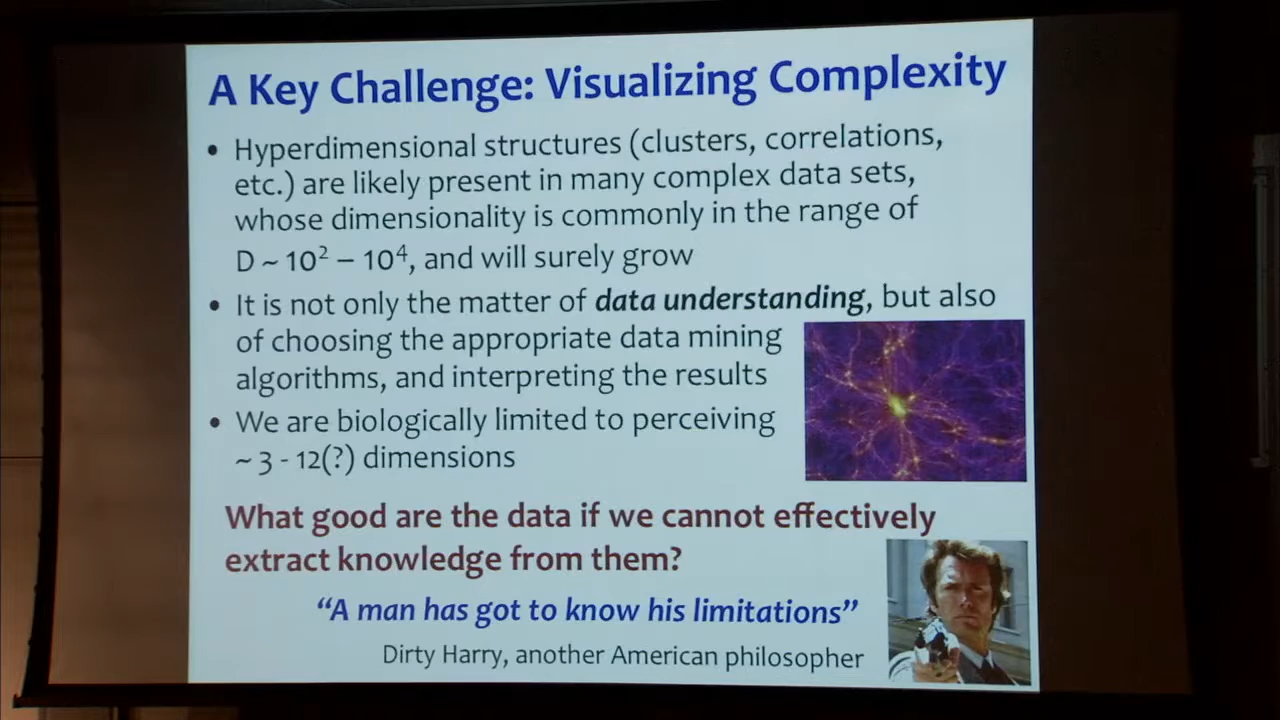 A Key Challenge: Visualizing Complexity
• Hyperdimensional structures (clusters, correlations,
etc.) are likely present in many complex data sets,
whose dimensionality is commonly in the range of
D ~ 10² – 10⁴, and will surely grow
• It is not only the matter of data understanding, but also
of choosing the appropriate data mining
algorithms, and interpreting the results
• We are biologically limited to perceiving
~ 3 - 12(?) dimensions
What good are the data if we cannot effectively
extract knowledge from them?
“A man has got to know his limitations”
Dirty Harry, another American philosopher